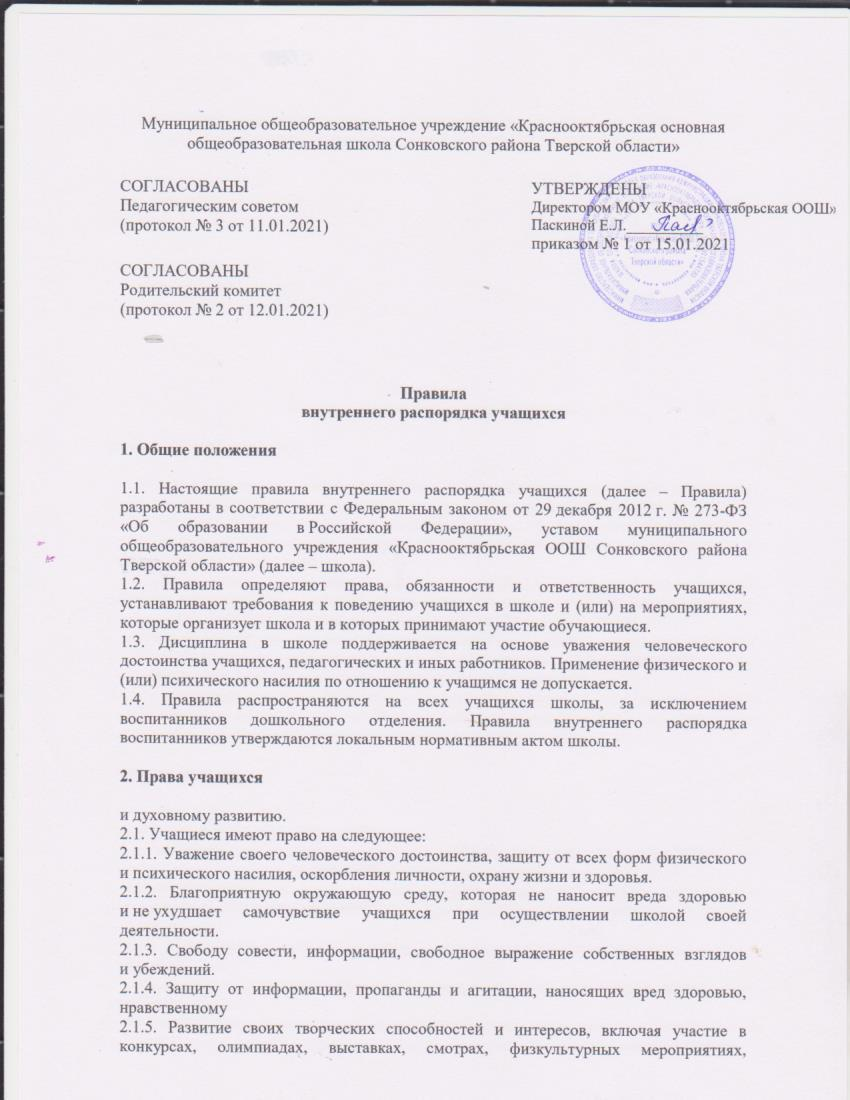 Муниципальное общеобразовательное учреждение «Краснооктябрьская основная
общеобразовательная школа Сонковского района Тверской области»
СОГЛАСОВАНЫ
Педагогическим советом
(протокол № 3 от 11.01.2021)
СОГЛАСОВАНЫ
Родительский комитет
(протокол № 2 от 12.01.2021)
УТВЕРЖДЕНЫ
Директором МОУ «Краснооктябрьская ООШ»
Паскиной Е.Л.
приказом № 1 от 15.01.2021
Тверской области»
Правила
внутреннего распорядка учащихся
1. Общие положения
1.1. Настоящие правила внутреннего распорядка учащихся (далее – Правила)
разработаны в соответствии с Федеральным законом от 29 декабря 2012 г. № 273-ФЗ
«Об образовании в Российской Федерации», уставом муниципального
общеобразовательного учреждения «Краснооктябрьская ООШ Сонковского района
Тверской области» (далее – школа).
1.2. Правила определяют права, обязанности и ответственность учащихся,
устанавливают требования к поведению учащихся в школе и (или) на мероприятиях,
которые организует школа и в которых принимают участие обучающиеся.
1.3. Дисциплина в школе поддерживается на основе уважения человеческого
достоинства учащихся, педагогических и иных работников. Применение физического и
(или) психического насилия по отношению к учащимся не допускается.
1.4. Правила распространяются на всех учащихся школы, за исключением
воспитанников дошкольного отделения. Правила внутреннего распорядка
воспитанников утверждаются локальным нормативным актом школы.
2. Права учащихся
и духовному развитию.
2.1. Учащиеся имеют право на следующее:
2.1.1. Уважение своего человеческого достоинства, защиту от всех форм физического
и психического насилия, оскорбления личности, охрану жизни и здоровья.
2.1.2. Благоприятную окружающую среду, которая не наносит вреда здоровью
и не ухудшает самочувствие учащихся при осуществлении школой своей
деятельности.
2.1.3. Свободу совести, информации, свободное выражение собственных взглядов
и убеждений.
2.1.4. Защиту от информации, пропаганды и агитации, наносящих вред здоровью,
нравственному
2.1.5. Развитие своих творческих способностей и интересов, включая участие в
конкурсах, олимпиадах, выставках, смотрах, физкультурных мероприятиях,